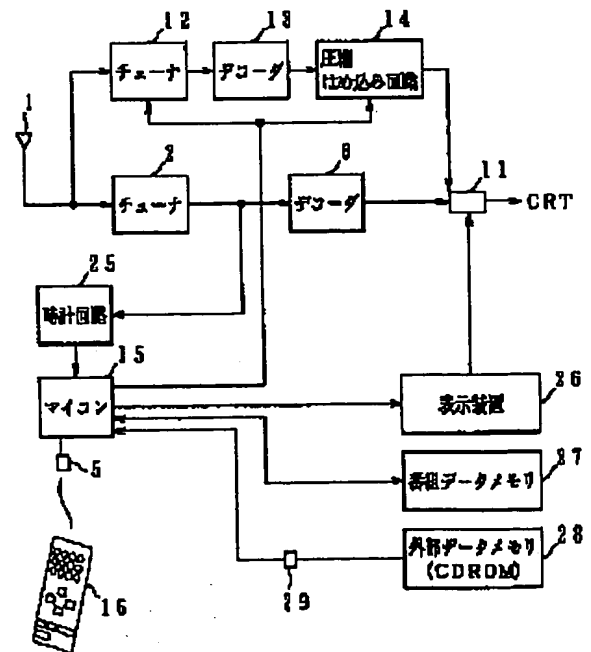 12
13
14
チューナ
デコーダ
圧縮
はめ込み回路
1
2
8
11
チューナ
デコーダ
CRT
25
時計回路
15
マイコン
26
表示装置
5
27
番組データメモリ
28
外部データメモリ
(CDROM)
29
16